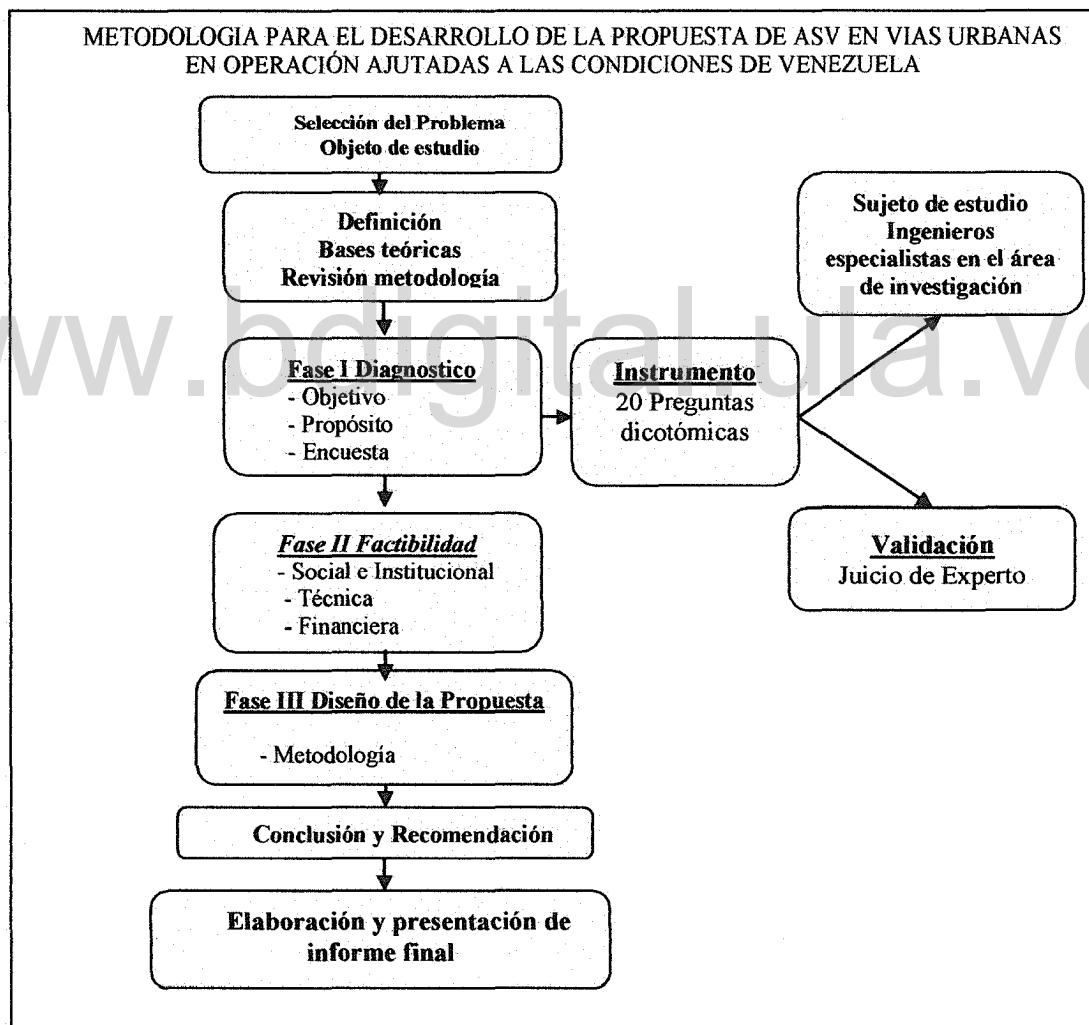 METODOLOGIA PARA EL DESARROLLO DE LA PROPUESTA DE ASV EN VIAS URBANAS
EN OPERACIÓN AJUTADAS A LAS CONDICIONES DE VENEZUELA
Selección del Problema
Objeto de estudio
Definición
Bases teóricas
Revisión metodología
Fase I Diagnostico
- Objetivo
- Propósito
- Encuesta
Instrumento
20 Preguntas
dicotómicas
Sujeto de estudio
Ingenieros
especialistas en el área
de investigación
Validación
Juicio de Experto
Fase II Factibilidad
- Social e Institucional
- Técnica
- Financiera
Fase III Diseño de la Propuesta
- Metodología
Conclusión y Recomendación
Elaboración y presentación de
informe final
www.bdigital.ula.ve